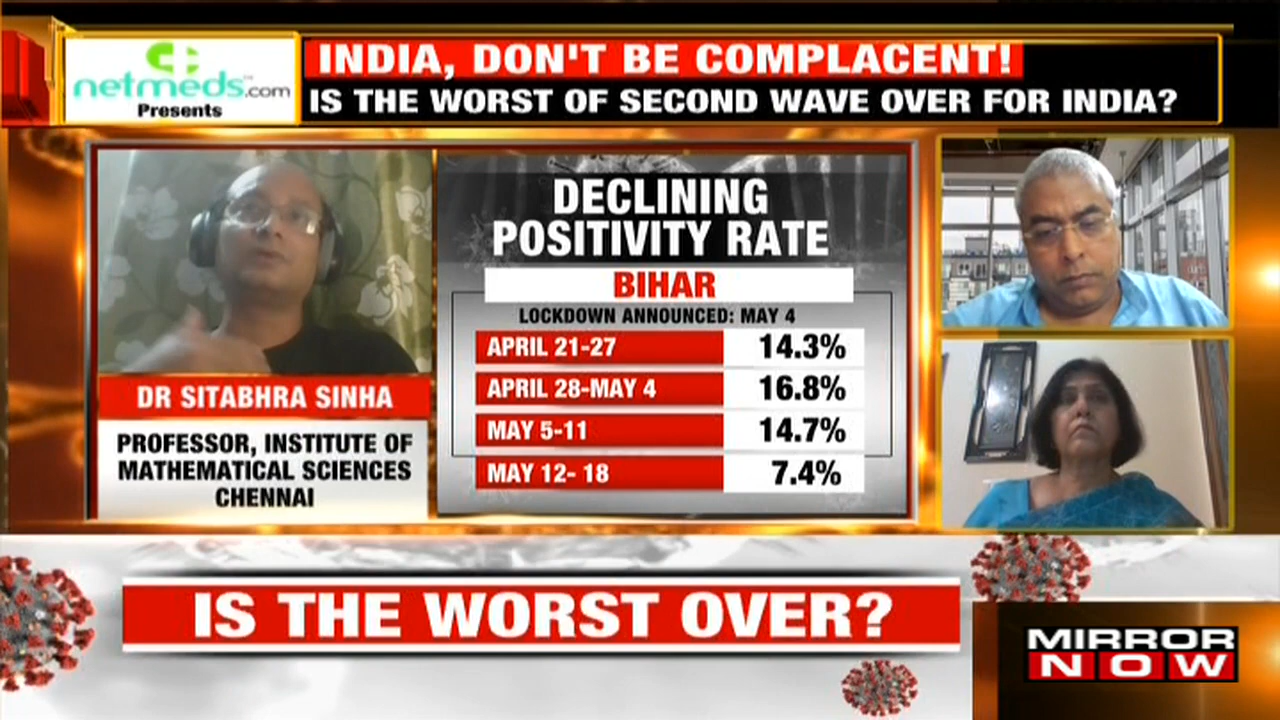 netmeds.com
Presents
INDIA, DON'T BE COMPLACENT!
IS THE WORST OF SECOND WAVE OVER FOR INDIA?
DR SITABHRA SINHA
PROFESSOR, INSTITUTE OF
MATHEMATICAL SCIENCES
CHENNAI
DECLINING
POSITIVITY RATE
BIHAR
LOCKDOWN ANNOUNCED: MAY 4
APRIL 21-27 14.3%
APRIL 28-MAY 4 16.8%
MAY 5-11 14.7%
MAY 12- 18 7.4%
IS THE WORST OVER?
MIRROR
NOW